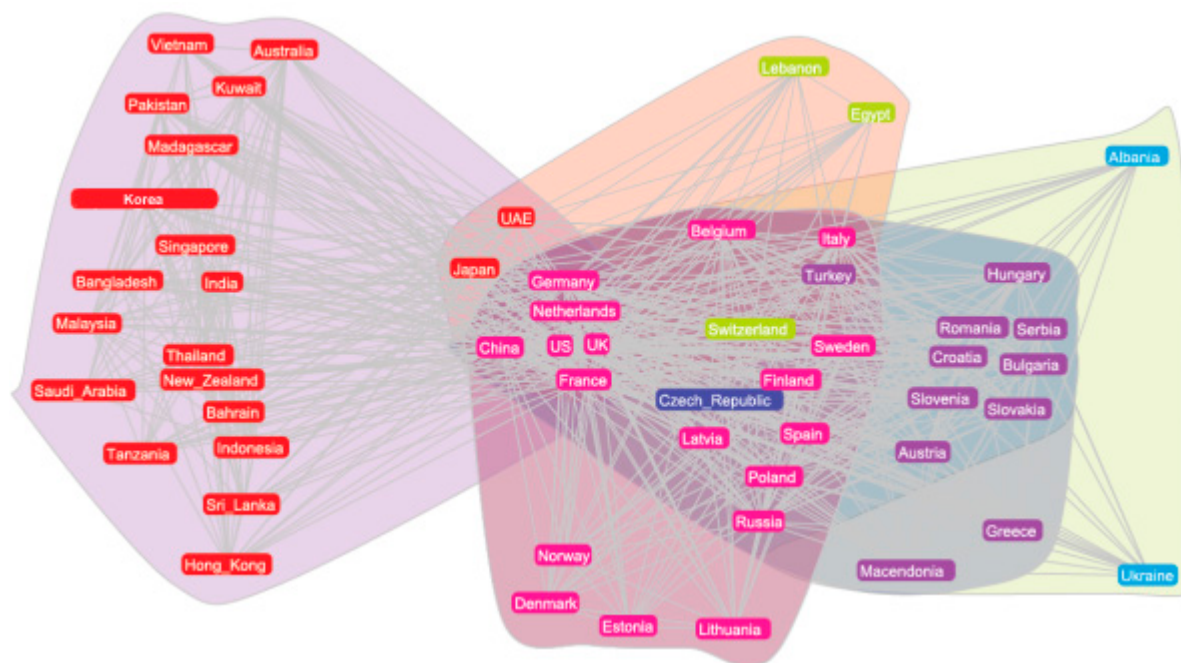 Vietnam
Australia
Kuwait
Pakistan
Madagascar
Korea
Singapore
Bangladesh
India
Malaysia
Thailand
New_Zealand
Saudi_Arabia
Bahrain
Tanzania
Indonesia
Sri_Lanka
Hong_Kong
Lebanon
Egypt
UAE
Japan
Belgium
Italy
Germany
Turkey
Netherlands
Switzerland
China
US
UK
Sweden
France
Finland
Czech_Republic
Latvia
Spain
Poland
Russia
Norway
Denmark
Estonia
Lithuania
Albania
Hungary
Romania
Serbia
Croatia
Bulgaria
Slovenia
Slovakia
Austria
Greece
Macendonia
Ukraine